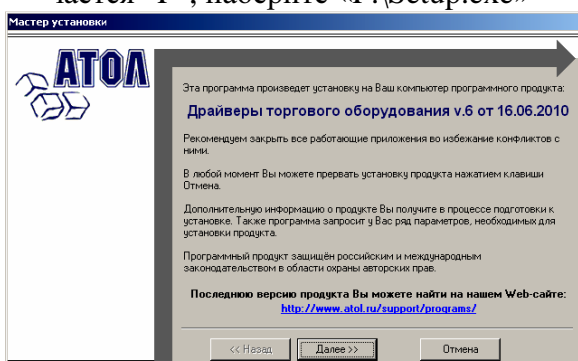 чается "F", наберите «F:\Setup.exe»
Мастер установки
АТОЛ
Эта программа произведет установку на Ваш компьютер программного продукта:
Драйверы торгового оборудования v.6 от 16.06.2010
Рекомендуем закрыть все работающие приложения во избежание конфликтов с
ними.
В любой момент Вы можете прервать установку продукта нажатием клавиши
Отмена.
Дополнительную информацию о продукте Вы получите в процессе подготовки к
установке. Также программа запросит у Вас ряд параметров, необходимых для
установки продукта.
Программный продукт защищён российским и международным
законодательством в области охраны авторских прав.
Последнюю версию продукта Вы можете найти на нашем Web-сайте:
http://www.atol.ru/support/programs/
<< Назад Далее >> Отмена